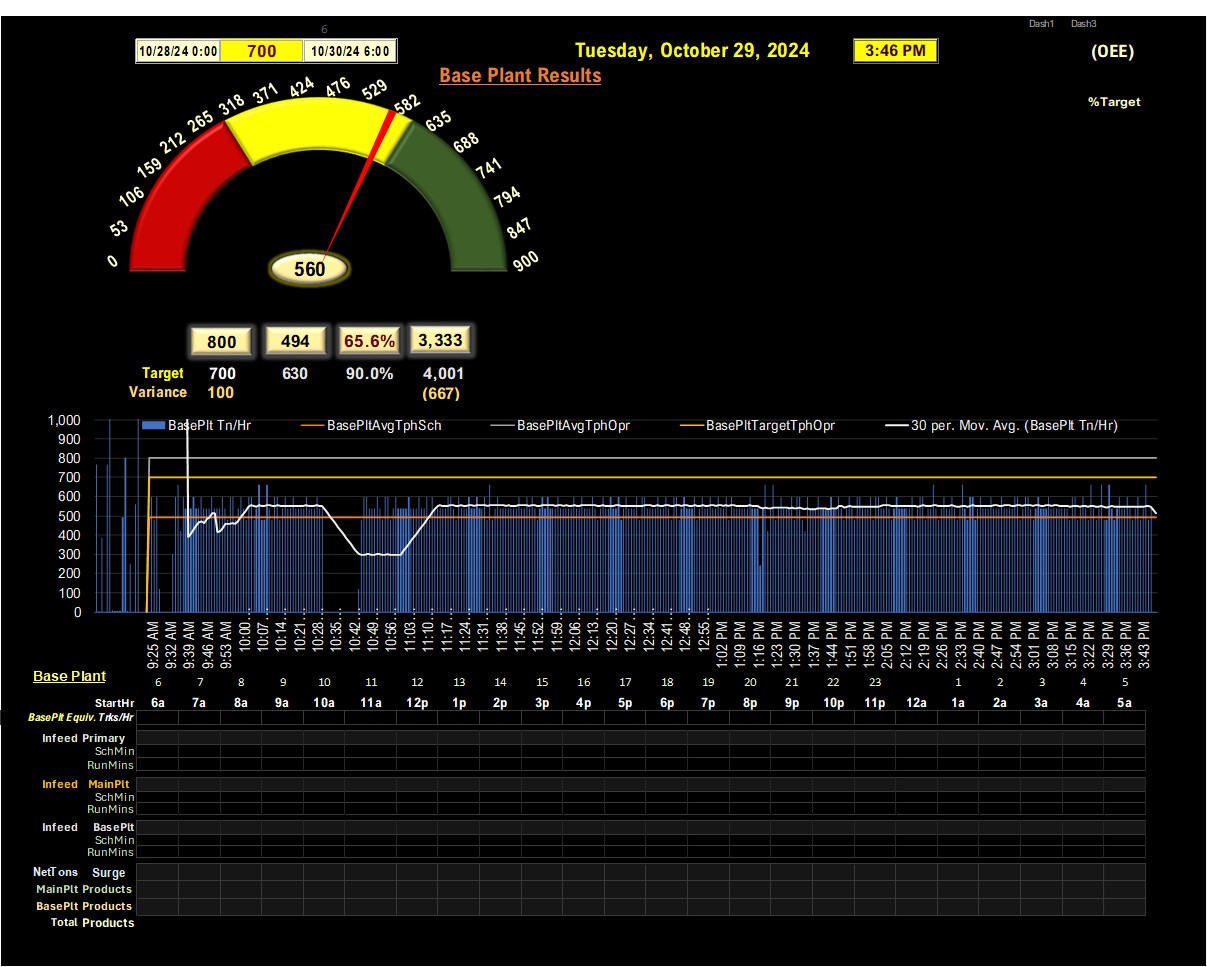 Dash1 Dash3
6
10/28/24 0:00 700 10/30/24 6:00 Tuesday, October 29, 2024 3:46 PM (OEE)
Base Plant Results
%Target
0 53 106 159 212 265 318 371 424 476 529 582 635 688 741 794 847 900
560
800 494 65.6% 3,333
Target 700 630 90.0% 4,001
Variance 100 (667)
BasePlt Tn/Hr BasePltAvgTphSch BasePltAvgTphOpr BasePltTargetTphOpr 30 per. Mov. Avg. (BasePlt Tn/Hr)
1,000
900
800
700
600
500
400
300
200
100
0
9:25 AM 9:32 AM 9:39 AM 9:46 AM 9:53 AM 10:00… 10:07… 10:14… 10:21… 10:28… 10:35… 10:42… 10:49… 10:56… 11:03… 11:10… 11:17… 11:24… 11:31… 11:38… 11:45… 11:52… 11:59… 12:06… 12:13… 12:20… 12:27… 12:34… 12:41… 12:48… 12:55… 1:02 PM 1:09 PM 1:16 PM 1:23 PM 1:30 PM 1:37 PM 1:44 PM 1:51 PM 1:58 PM 2:05 PM 2:12 PM 2:19 PM 2:26 PM 2:33 PM 2:40 PM 2:47 PM 2:54 PM 3:01 PM 3:08 PM 3:15 PM 3:22 PM 3:29 PM 3:36 PM 3:43 PM
Base Plant
6 7 8 9 10 11 12 13 14 15 16 17 18 19 20 21 22 23 1 2 3 4 5
StartHr 6a 7a 8a 9a 10a 11a 12p 1p 2p 3p 4p 5p 6p 7p 8p 9p 10p 11p 12a 1a 2a 3a 4a 5a
BasePlt Equiv. Trks/Hr
Infeed Primary
SchMin
RunMins
Infeed MainPlt
SchMin
RunMins
Infeed BasePlt
SchMin
RunMins
NetTons Surge
MainPlt Products
BasePlt Products
Total Products